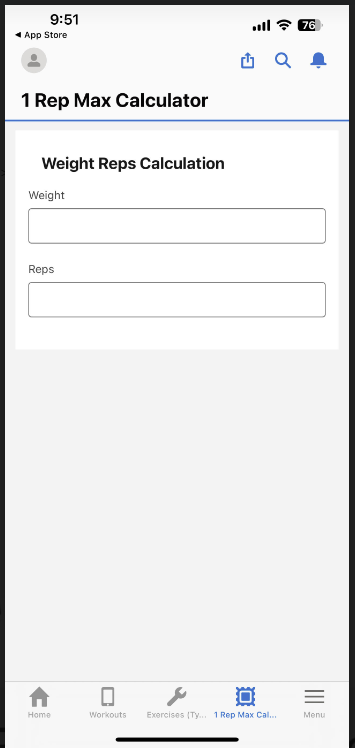 9:51
76
◀ App Store
1 Rep Max Calculator
Weight Reps Calculation
Weight
Reps
Home
Workouts
Exercises (Ty...
1 Rep Max Cal...
Menu